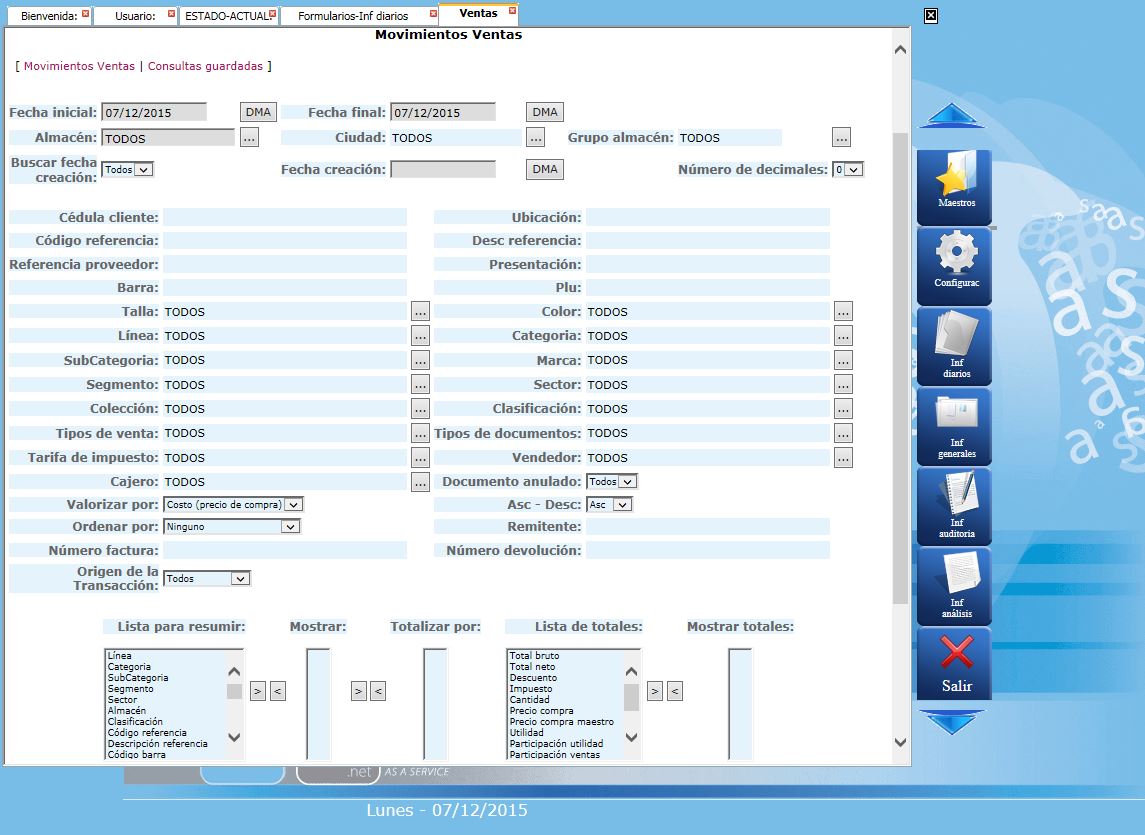 Bienvenida:
Usuario:
ESTADO-ACTUAL:
Formularios-Inf diarios
Ventas
Movimientos Ventas
[ Movimientos Ventas | Consultas guardadas ]
Fecha inicial: 07/12/2015 DMA Fecha final: 07/12/2015 DMA
Almacén: TODOS ... Ciudad: TODOS ... Grupo almacén: TODOS ...
Buscar fecha creación: Todos Fecha creación: DMA Número de decimales: 0
Cédula cliente: Ubicación:
Código referencia: Desc referencia:
Referencia proveedor: Presentación:
Barra: Plu:
Talla: TODOS ... Color: TODOS ...
Línea: TODOS ... Categoria: TODOS ...
SubCategoria: TODOS ... Marca: TODOS ...
Segmento: TODOS ... Sector: TODOS ...
Colección: TODOS ... Clasificación: TODOS ...
Tipos de venta: TODOS ... Tipos de documentos: TODOS ...
Tarifa de impuesto: TODOS ... Vendedor: TODOS ...
Cajero: TODOS ... Documento anulado: Todos
Valorizar por: Costo (precio de compra) Asc - Desc: Asc
Ordenar por: Ninguno Remitente:
Número factura: Número devolución:
Origen de la Transacción: Todos
Lista para resumir: Mostrar: Totalizar por: Lista de totales: Mostrar totales:
Línea
Categoria
SubCategoria
Segmento
Sector
Almacén
Clasificación
Código referencia
Descripción referencia
Código barra
> <
> <
Total bruto
Total neto
Descuento
Impuesto
Cantidad
Precio compra
Precio compra maestro
Utilidad
Participación utilidad
Participación ventas
> <
Maestros
Configurac
Inf
diarios
Inf
generales
Inf
auditoria
Inf
análisis
Salir
.net AS A SERVICE
Lunes - 07/12/2015